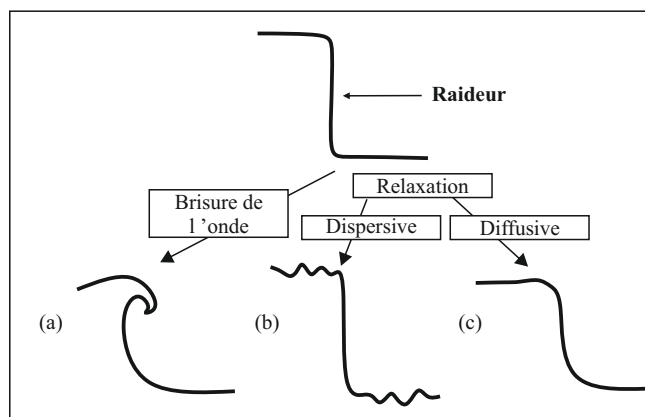 Raideur
Relaxation
Brisure de
l ’onde
Dispersive
Diffusive
(a)
(b)
(c)